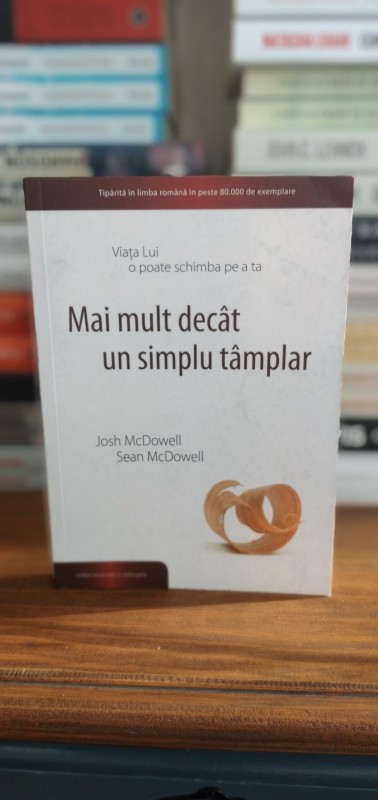 Tipărită în limba română în peste 80.000 de exemplare
Viața Lui
o poate schimba pe a ta
Mai mult decât
un simplu tâmplar
Josh McDowell
Sean McDowell